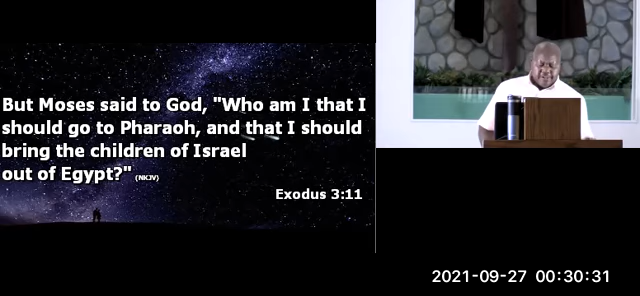 But Moses said to God, "Who am I that I
should go to Pharaoh, and that I should
bring the children of Israel
out of Egypt?" (NKJV)
Exodus 3:11
2021-09-27 00:30:31